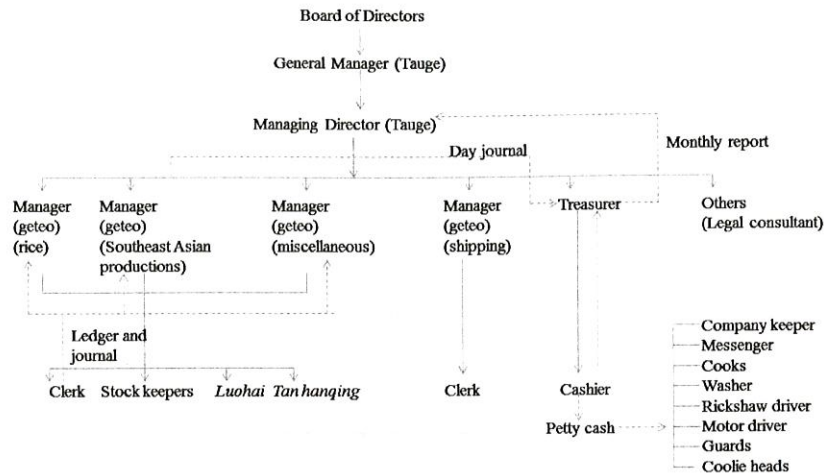 Board of Directors
General Manager (Tauge)
Managing Director (Tauge)
Monthly report
Day journal
Manager
(geteo)
(rice)
Manager
(geteo)
(Southeast Asian
productions)
Manager
(geteo)
(miscellaneous)
Manager
(geteo)
(shipping)
Treasurer
Others
(Legal consultant)
Ledger and
journal
Clerk
Stock keepers
Luohai
Tan hanqing
Clerk
Cashier
Petty cash
Company keeper
Messenger
Cooks
Washer
Rickshaw driver
Motor driver
Guards
Coolie heads